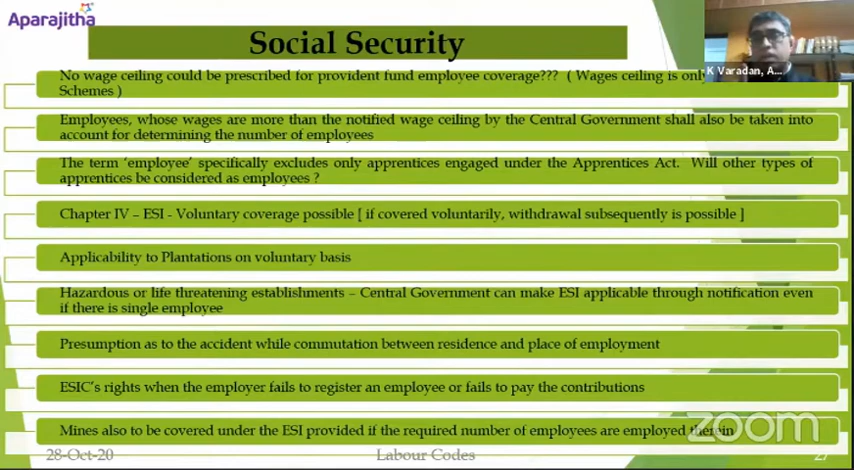 Aparajitha
Social Security
K Varadan, A...
No wage ceiling could be prescribed for provident fund employee coverage??? ( Wages ceiling is only
Schemes )
Employees, whose wages are more than the notified wage ceiling by the Central Government shall also be taken into
account for determining the number of employees
The term 'employee' specifically excludes only apprentices engaged under the Apprentices Act. Will other types of
apprentices be considered as employees ?
Chapter IV – ESI - Voluntary coverage possible [ if covered voluntarily, withdrawal subsequently is possible ]
Applicability to Plantations on voluntary basis
Hazardous or life threatening establishments – Central Government can make ESI applicable through notification even
if there is single employee
Presumption as to the accident while commutation between residence and place of employment
ESIC's rights when the employer fails to register an employee or fails to pay the contributions
Mines also to be covered under the ESI provided if the required number of employees are employed therein
zoom
28-Oct-20
Labour Codes
27